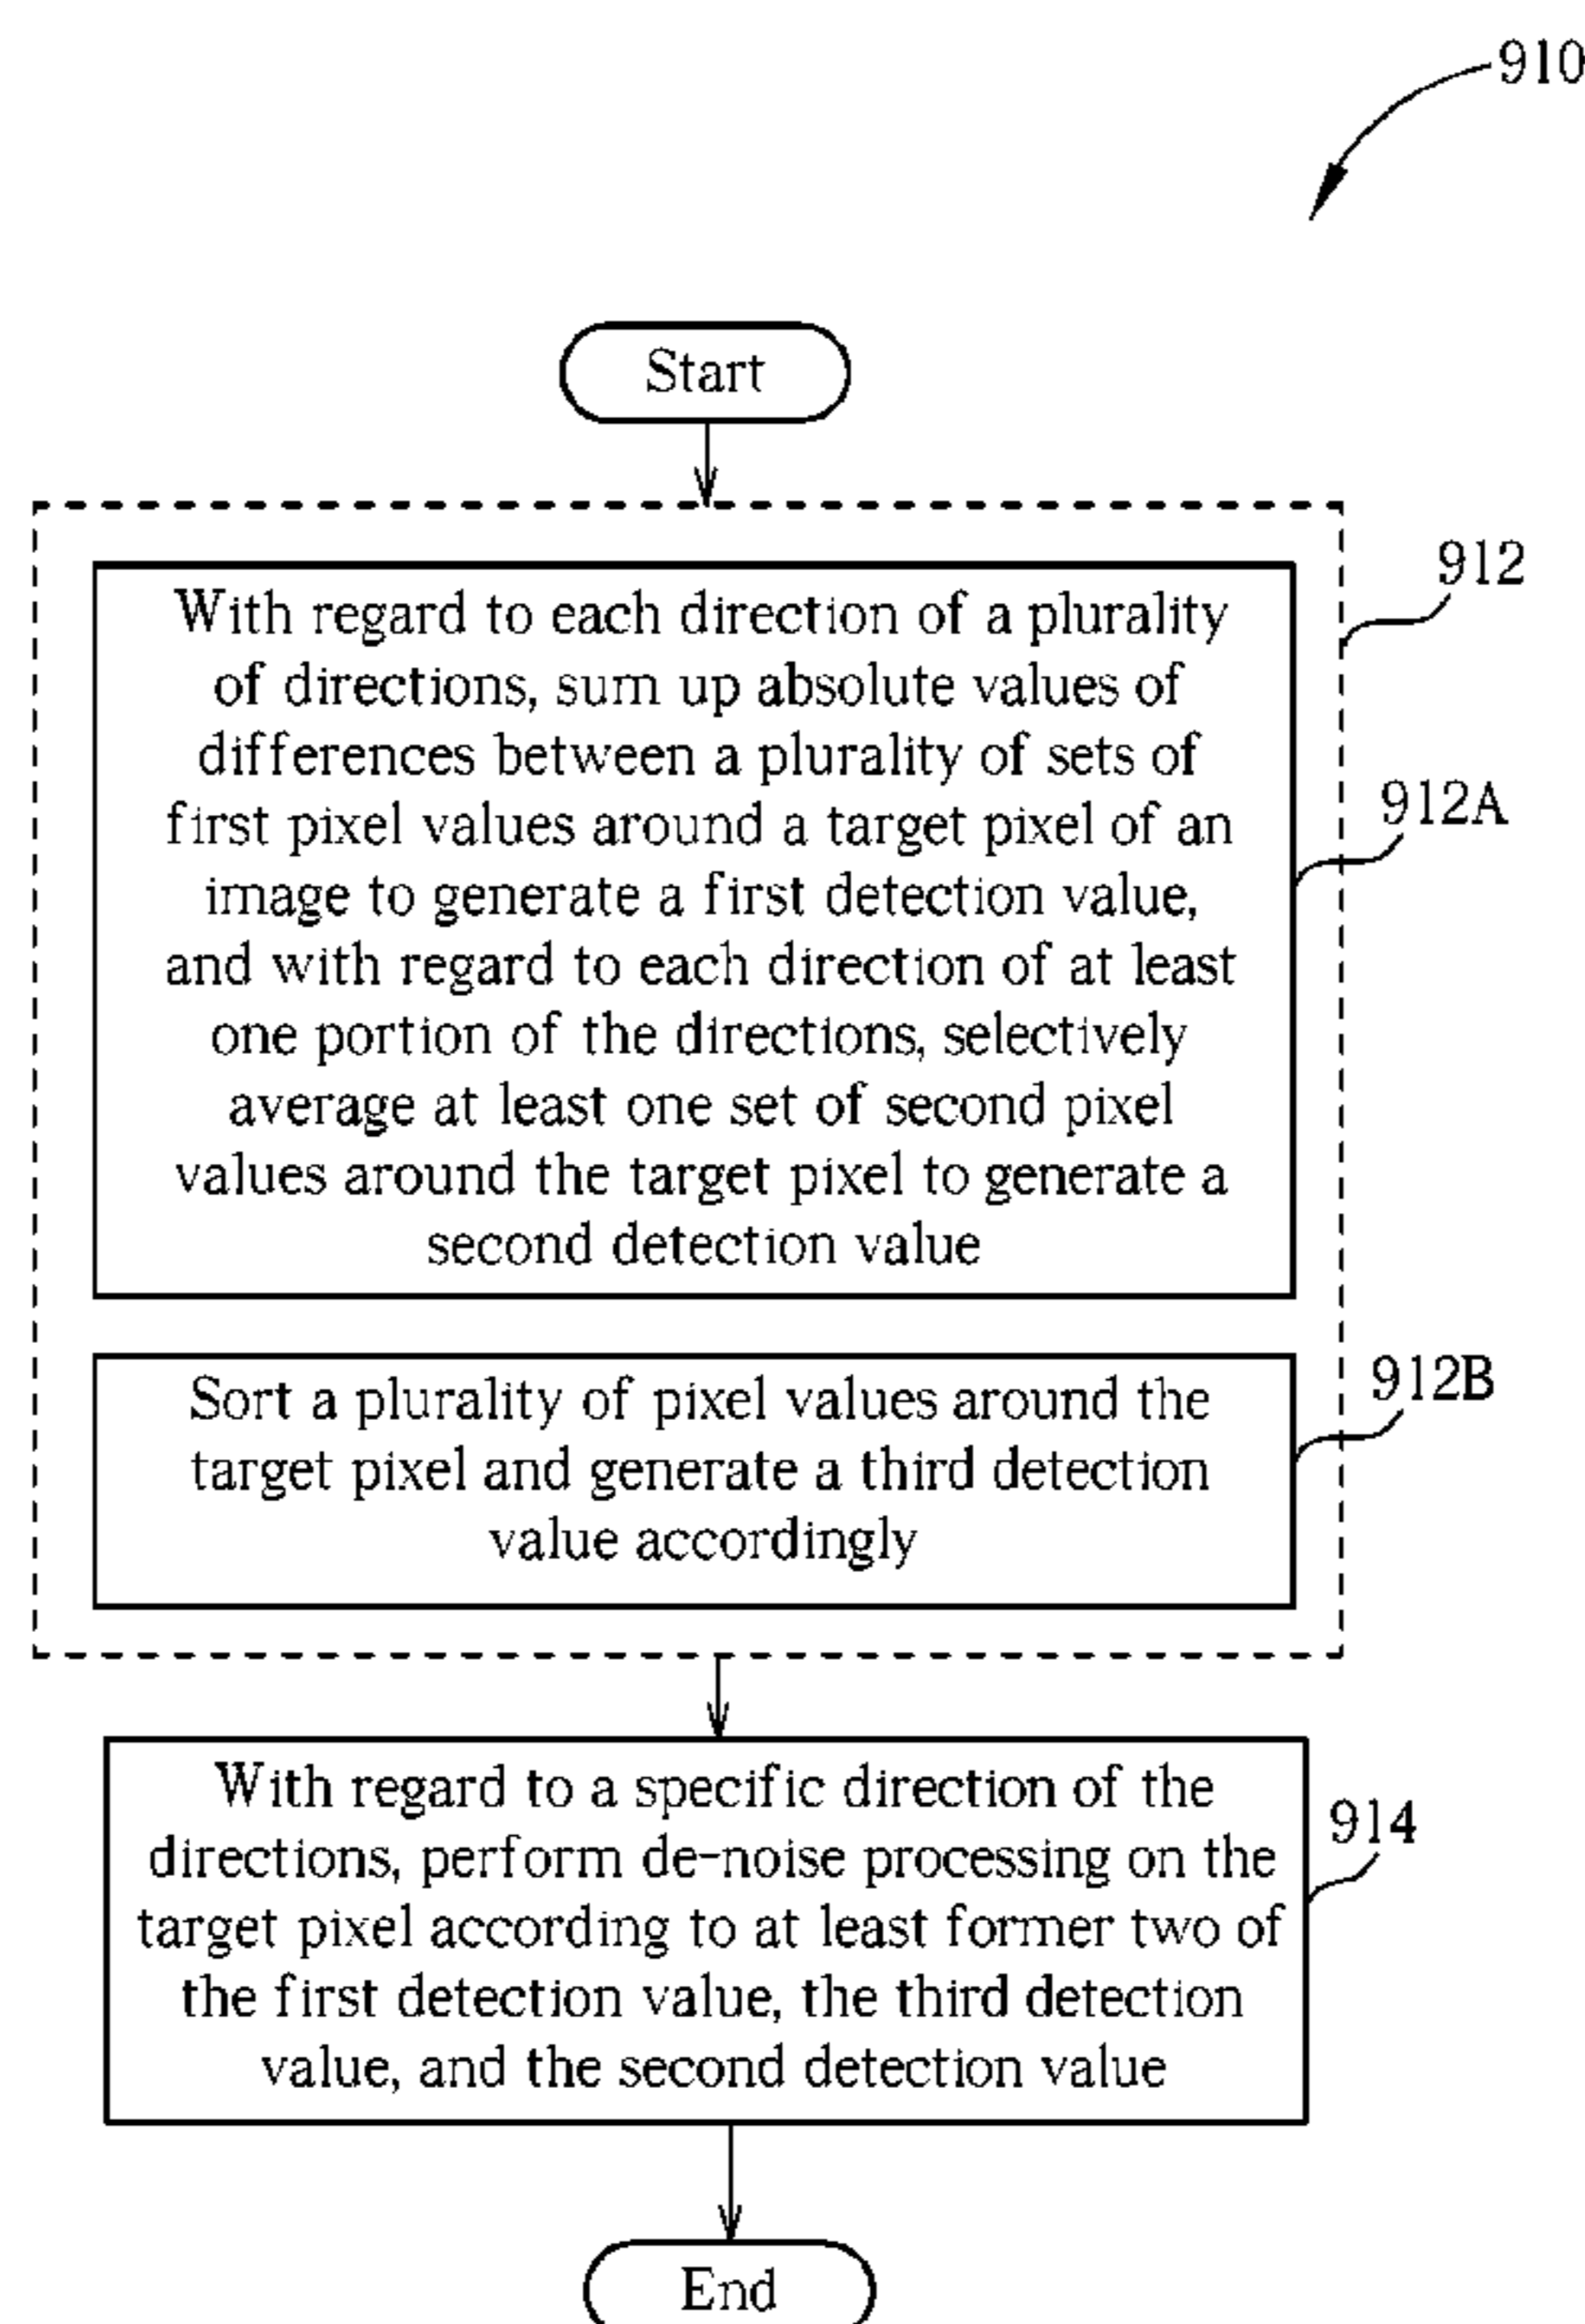 910
Start
912
With regard to each direction of a plurality
of directions, sum up absolute values of
differences between a plurality of sets of
first pixel values around a target pixel of an
image to generate a first detection value,
and with regard to each direction of at least
one portion of the directions, selectively
average at least one set of second pixel
values around the target pixel to generate a
second detection value
912A
Sort a plurality of pixel values around the
target pixel and generate a third detection
value accordingly
912B
With regard to a specific direction of the
directions, perform de-noise processing on the
target pixel according to at least former two of
the first detection value, the third detection
value, and the second detection value
914
End